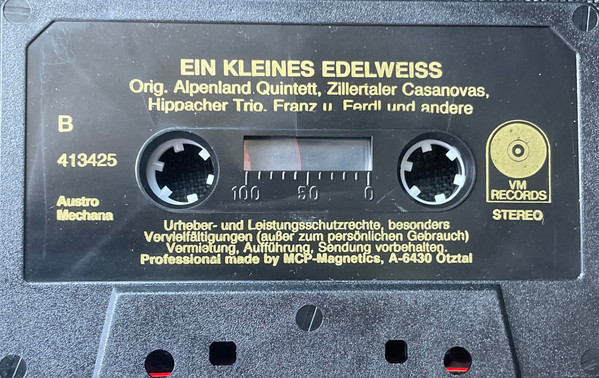 EIN KLEINES EDELWEISS
Orig. Alpenland Quintett, Zillertaler Casanovas,
Hippacher Trio, Franz u. Ferdl und andere
B
413425
100 50 0
VM
RECORDS
STEREO
Austro
Mechana
Urheber- und Leistungsschutzrechte, besonders
Vervielfältigungen (außer zum persönlichen Gebrauch)
Vermietung, Aufführung, Sendung vorbehalten.
Professional made by MCP-Magnetics, A-6430 Ötztal